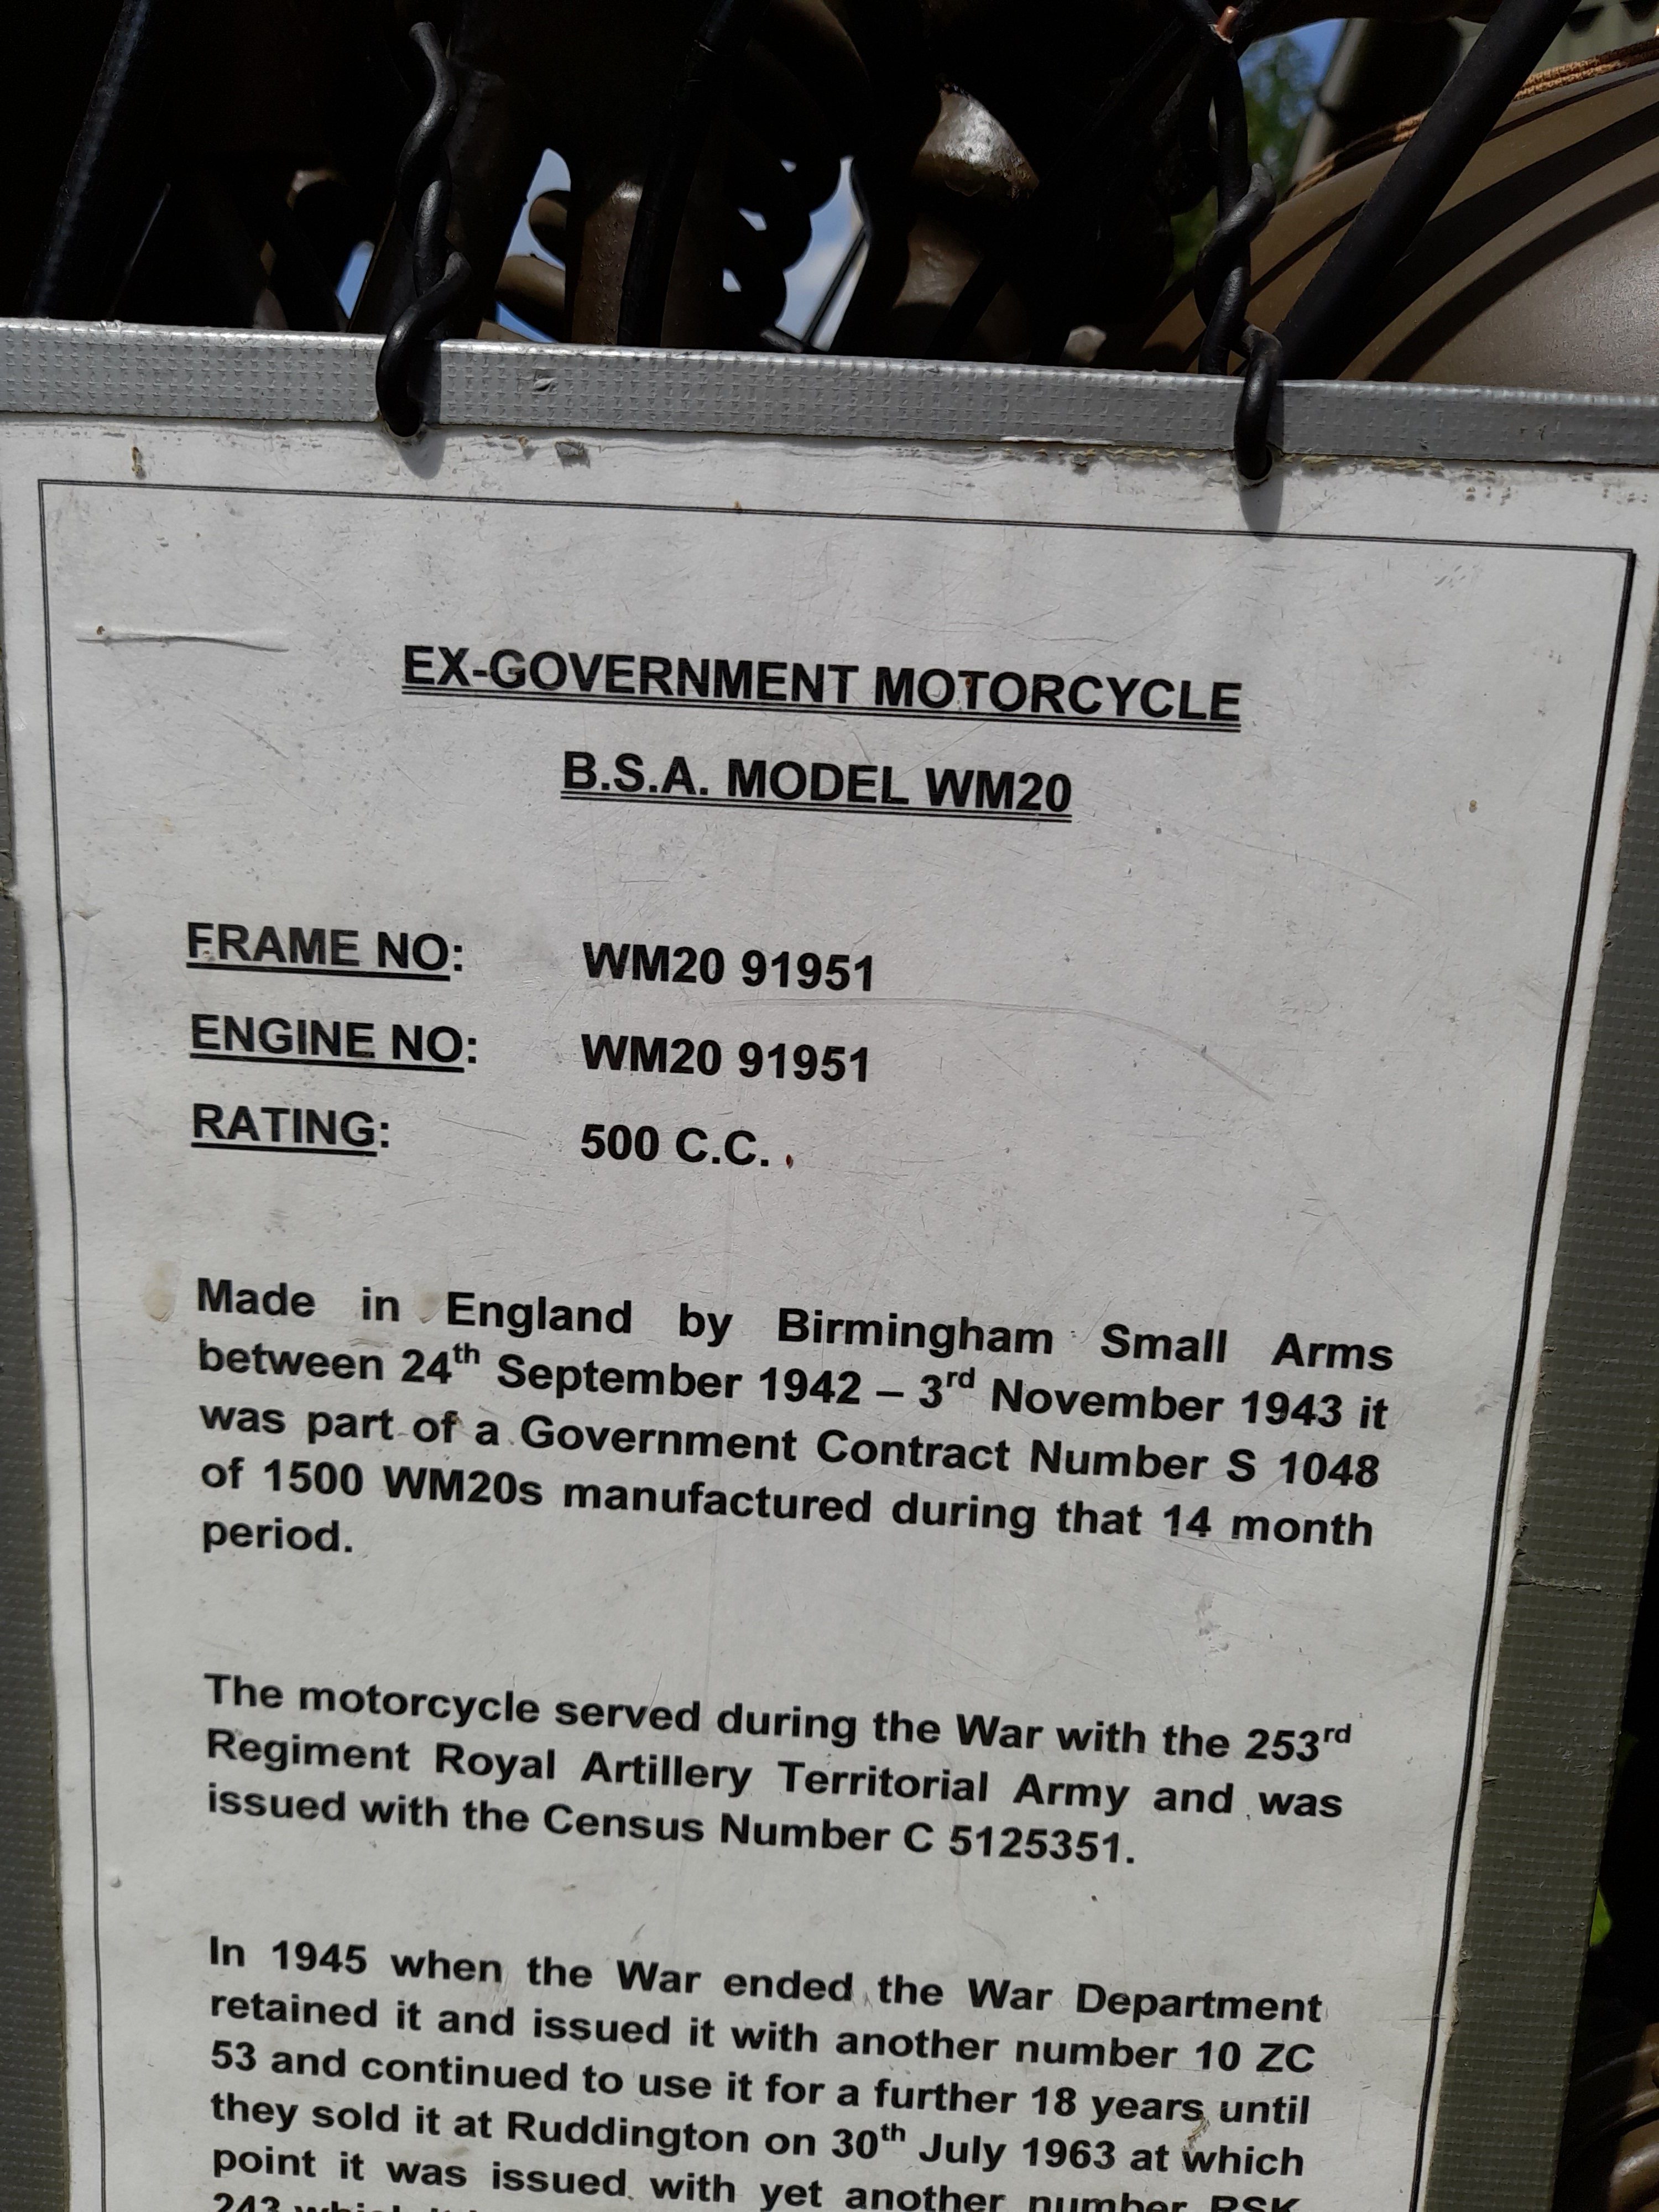 EX-GOVERNMENT MOTORCYCLE
B.S.A. MODEL WM20
FRAME NO: WM20 91951
ENGINE NO: WM20 91951
RATING: 500 C.C.
Made in England by Birmingham Small Arms
between 24th September 1942 – 3rd November 1943 it
was part of a Government Contract Number S 1048
of 1500 WM20s manufactured during that 14 month
period.
The motorcycle served during the War with the 253rd
Regiment Royal Artillery Territorial Army and was
issued with the Census Number C 5125351.
In 1945 when the War ended the War Department
retained it and issued it with another number 10 ZC
53 and continued to use it for a further 18 years until
they sold it at Ruddington on 30th July 1963 at which
point it was issued with yet another number RSK
243 which it